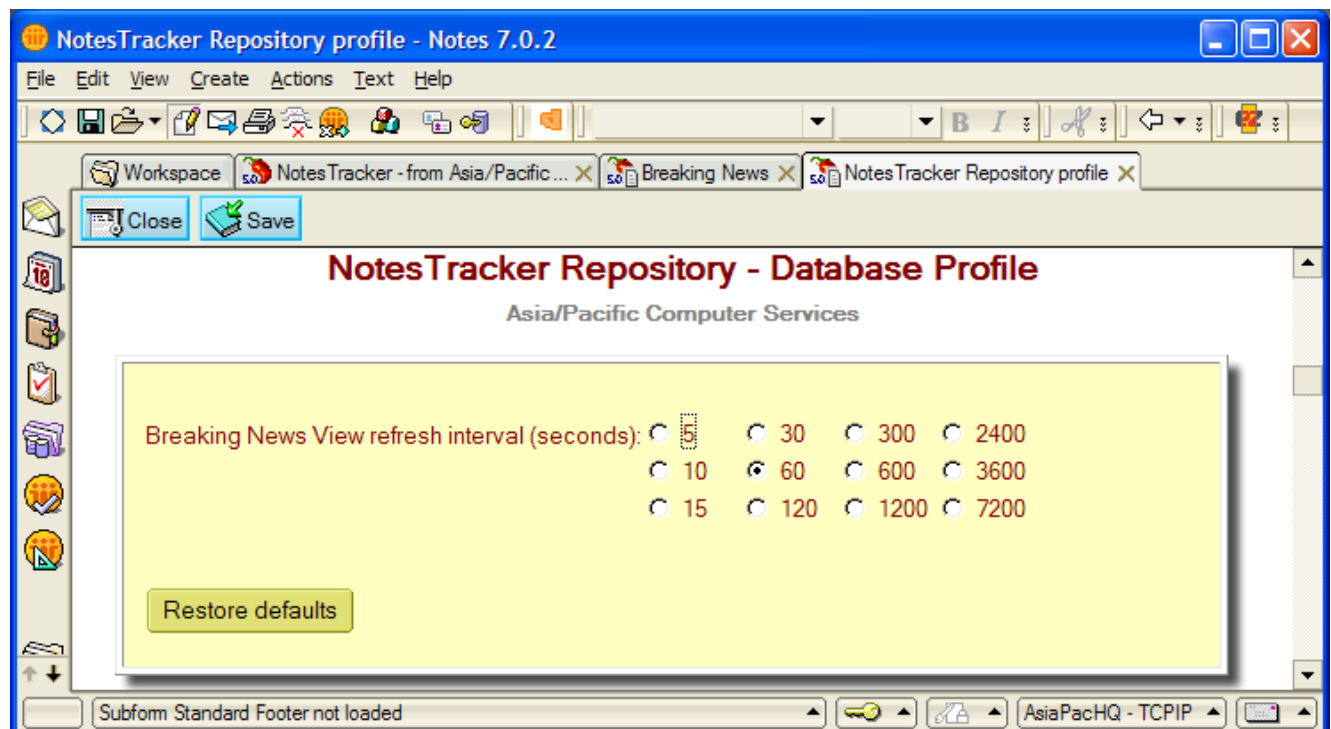 NotesTracker Repository profile - Notes 7.0.2
File Edit View Create Actions Text Help
B I
Workspace NotesTracker - from Asia/Pacific ... Breaking News NotesTracker Repository profile
Close Save
NotesTracker Repository - Database Profile
Asia/Pacific Computer Services
Breaking News View refresh interval (seconds): 5 30 300 2400
10 60 600 3600
15 120 1200 7200
Restore defaults
Subform Standard Footer not loaded AsiaPacHQ - TCPIP